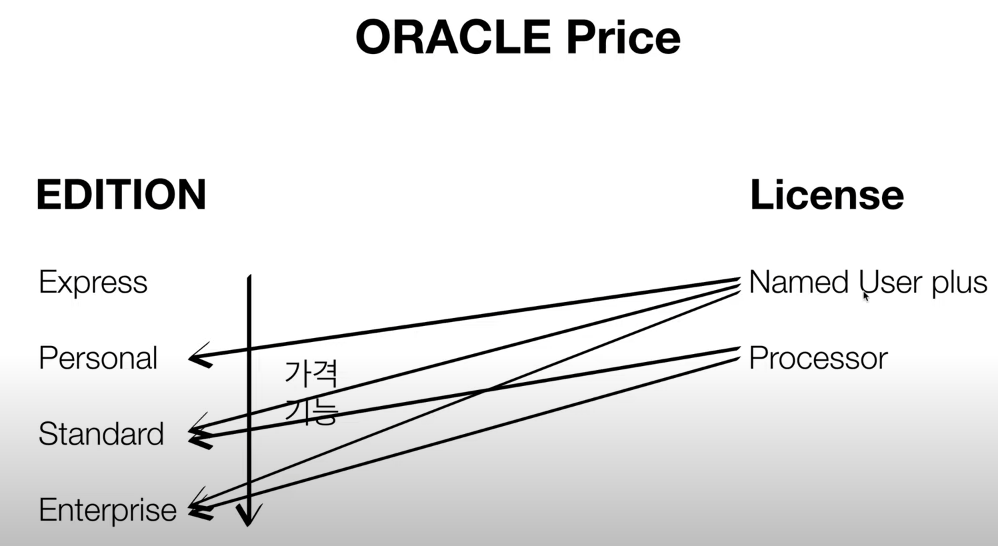 ORACLE Price
EDITION
License
Express
Named User plus
Personal
가격
Processor
기능
Standard
Enterprise